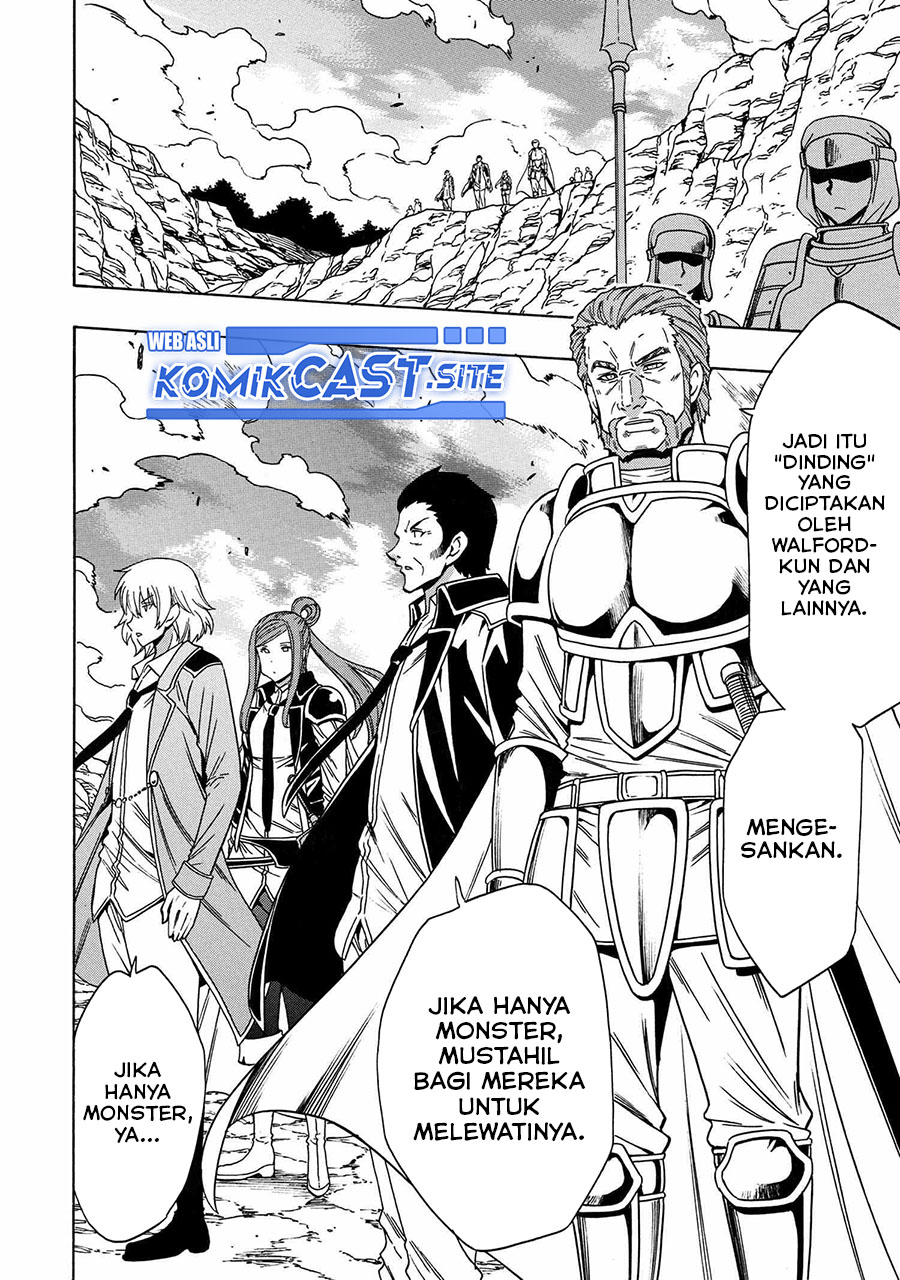 WEB ASLI
KOMIKCAST.SITE
JADI ITU
"DINDING"
YANG
DICIPTAKAN
OLEH
WALFORD-
KUN DAN
YANG
LAINNYA.
MENGE-
SANKAN.
JIKA HANYA
MONSTER,
MUSTAHIL
BAGI MEREKA
UNTUK
MELEWATINYA.
JIKA
HANYA
MONSTER,
YA...